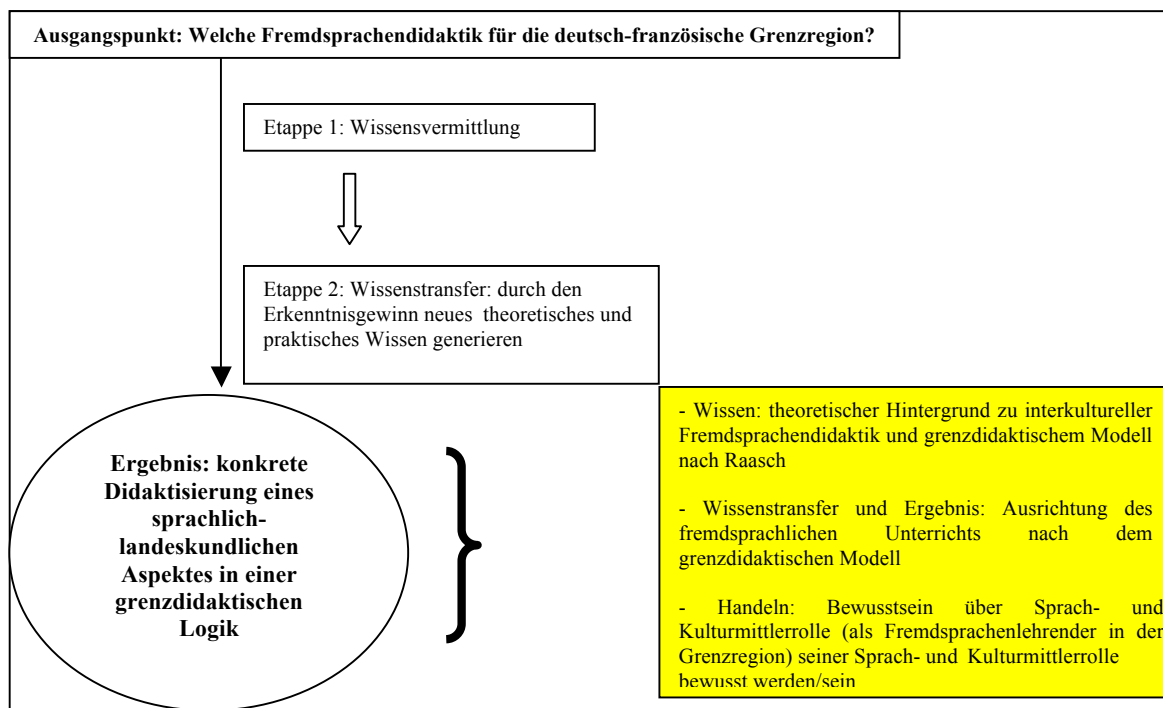 Ausgangspunkt: Welche Fremdsprachendidaktik für die deutsch-französische Grenzregion?
Etappe 1: Wissensvermittlung
Etappe 2: Wissenstransfer: durch den
Erkenntnisgewinn neues theoretisches und
praktisches Wissen generieren
Ergebnis: konkrete
Didaktisierung eines
sprachlich-
landeskundlichen
Aspektes in einer
grenzdidaktischen
Logik
- Wissen: theoretischer Hintergrund zu interkultureller
Fremdsprachendidaktik und grenzdidaktischem Modell
nach Raasch
- Wissenstransfer und Ergebnis: Ausrichtung des
fremdsprachlichen Unterrichts nach dem
grenzdidaktischen Modell
- Handeln: Bewusstsein über Sprach- und
Kulturmittlerrolle (als Fremdsprachenlehrender in der
Grenzregion) seiner Sprach- und Kulturmittlerrolle
bewusst werden/sein